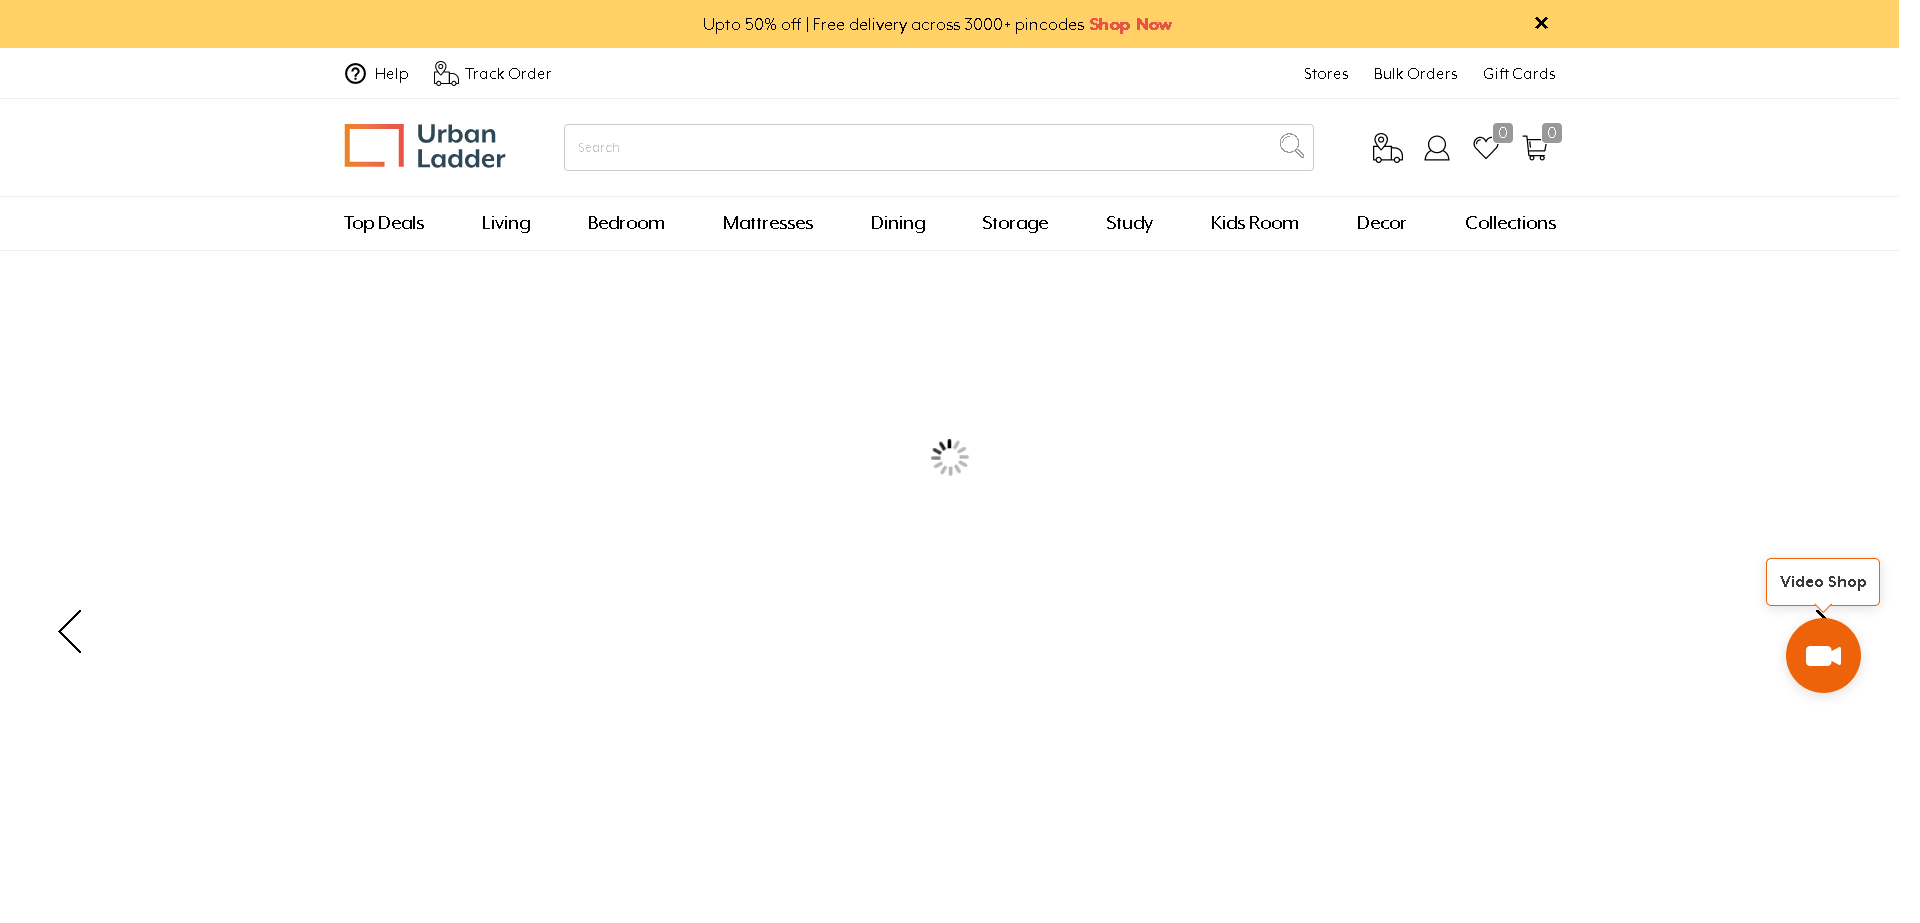 Upto 50% off | Free delivery across 3000+ pincodes Shop Now
Help Track Order Stores Bulk Orders Gift Cards
Urban
Ladder
Search
0 0
Top Deals Living Bedroom Mattresses Dining Storage Study Kids Room Decor Collections
Video Shop